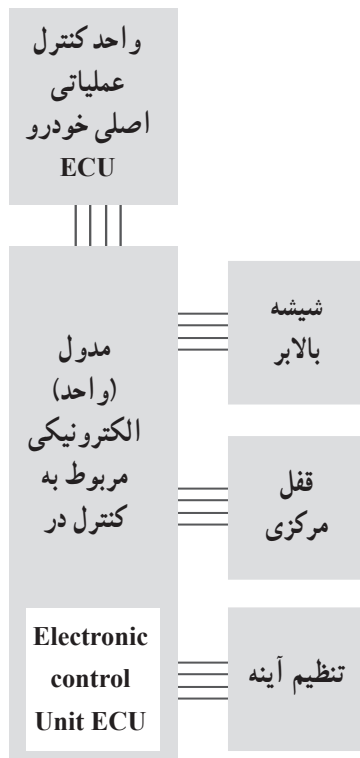 واحد کنترل
عملیاتی
اصلی خودرو
ECU
مدول
(واحد)
الکترونیکی
مربوط به
کنترل در
Electronic
control
Unit ECU
شیشه
بالابر
قفل
مرکزی
تنظیم آینه